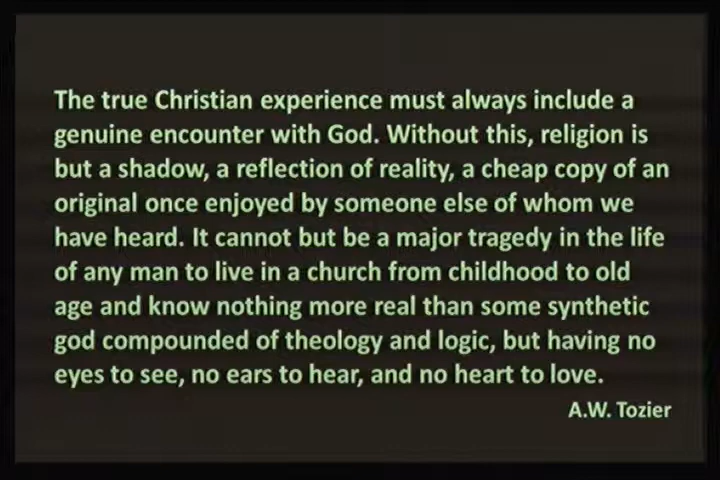 The true Christian experience must always include a
genuine encounter with God. Without this, religion is
but a shadow, a reflection of reality, a cheap copy of an
original once enjoyed by someone else of whom we
have heard. It cannot but be a major tragedy in the life
of any man to live in a church from childhood to old
age and know nothing more real than some synthetic
god compounded of theology and logic, but having no
eyes to see, no ears to hear, and no heart to love.
A.W. Tozier